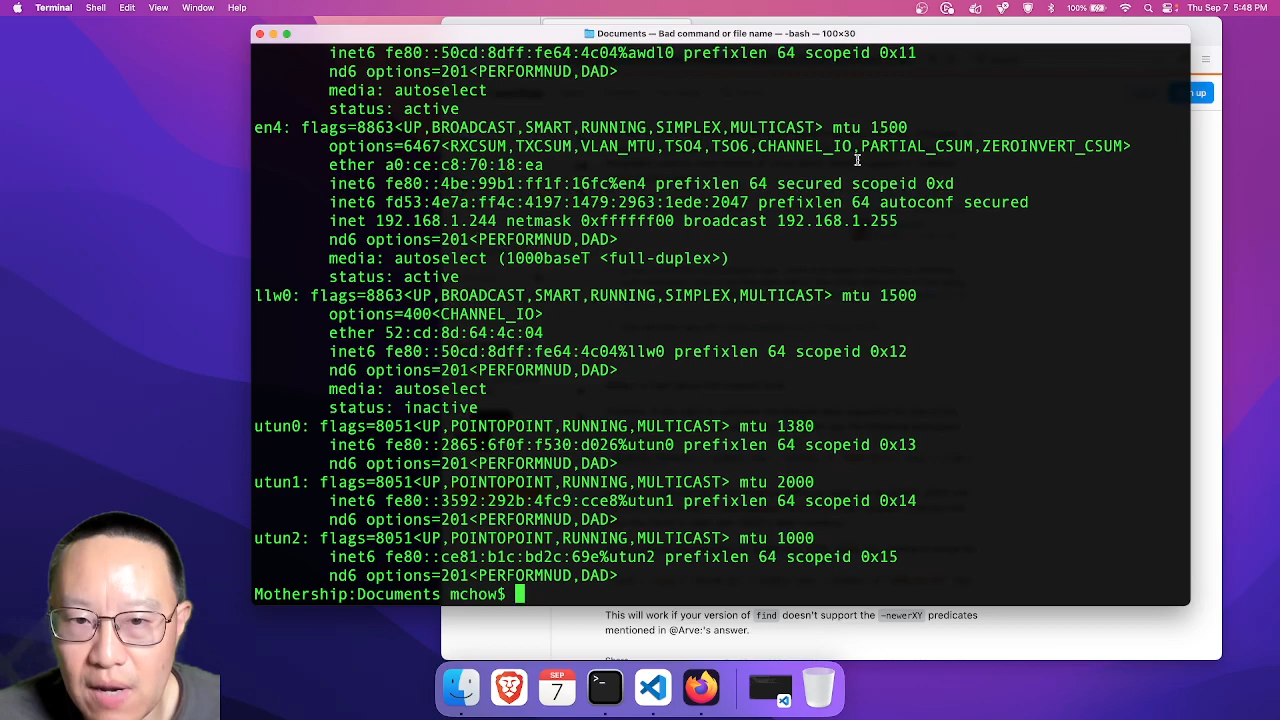 Terminal Shell Edit View Window Help 100% Thu Sep 7 5:48 PM
Documents — Bad command or file name — -bash — 100×30
inet6 fe80::50cd:8dff:fe64:4c04%awdl0 prefixlen 64 scopeid 0x11
nd6 options=201<PERFORMNUD,DAD>
media: autoselect
status: active
en4: flags=8863<UP,BROADCAST,SMART,RUNNING,SIMPLEX,MULTICAST> mtu 1500
options=6467<RXCSUM,TXCSUM,VLAN_MTU,TSO4,TSO6,CHANNEL_IO,PARTIAL_CSUM,ZEROINVERT_CSUM>
ether a0:ce:c8:70:18:ea
inet6 fe80::4be:99b1:ff1f:16fc%en4 prefixlen 64 secured scopeid 0xd
inet6 fd53:4e7a:ff4c:4197:1479:2963:1ede:2047 prefixlen 64 autoconf secured
inet 192.168.1.244 netmask 0xffffff00 broadcast 192.168.1.255
nd6 options=201<PERFORMNUD,DAD>
media: autoselect (1000baseT <full-duplex>)
status: active
llw0: flags=8863<UP,BROADCAST,SMART,RUNNING,SIMPLEX,MULTICAST> mtu 1500
options=400<CHANNEL_IO>
ether 52:cd:8d:64:4c:04
inet6 fe80::50cd:8dff:fe64:4c04%llw0 prefixlen 64 scopeid 0x12
nd6 options=201<PERFORMNUD,DAD>
media: autoselect
status: inactive
utun0: flags=8051<UP,POINTOPOINT,RUNNING,MULTICAST> mtu 1380
inet6 fe80::2865:6f0f:f530:d026%utun0 prefixlen 64 scopeid 0x13
nd6 options=201<PERFORMNUD,DAD>
utun1: flags=8051<UP,POINTOPOINT,RUNNING,MULTICAST> mtu 2000
inet6 fe80::3592:292b:4fc9:cce8%utun1 prefixlen 64 scopeid 0x14
nd6 options=201<PERFORMNUD,DAD>
utun2: flags=8051<UP,POINTOPOINT,RUNNING,MULTICAST> mtu 1000
inet6 fe80::ce81:b1c:bd2c:69e%utun2 prefixlen 64 scopeid 0x15
nd6 options=201<PERFORMNUD,DAD>
Mothership:Documents mchow$
up
This will work if your version of find doesn't support the -newerXY predicates
mentioned in @Arve:'s answer.
SEP
7